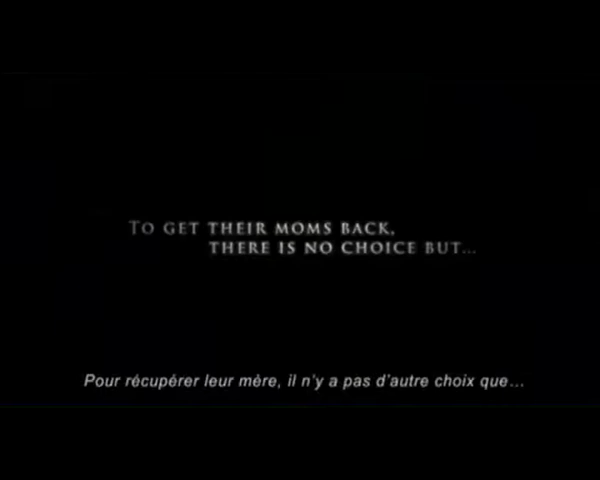 TO GET THEIR MOMS BACK,
THERE IS NO CHOICE BUT...
Pour récupérer leur mère, il n'y a pas d'autre choix que...